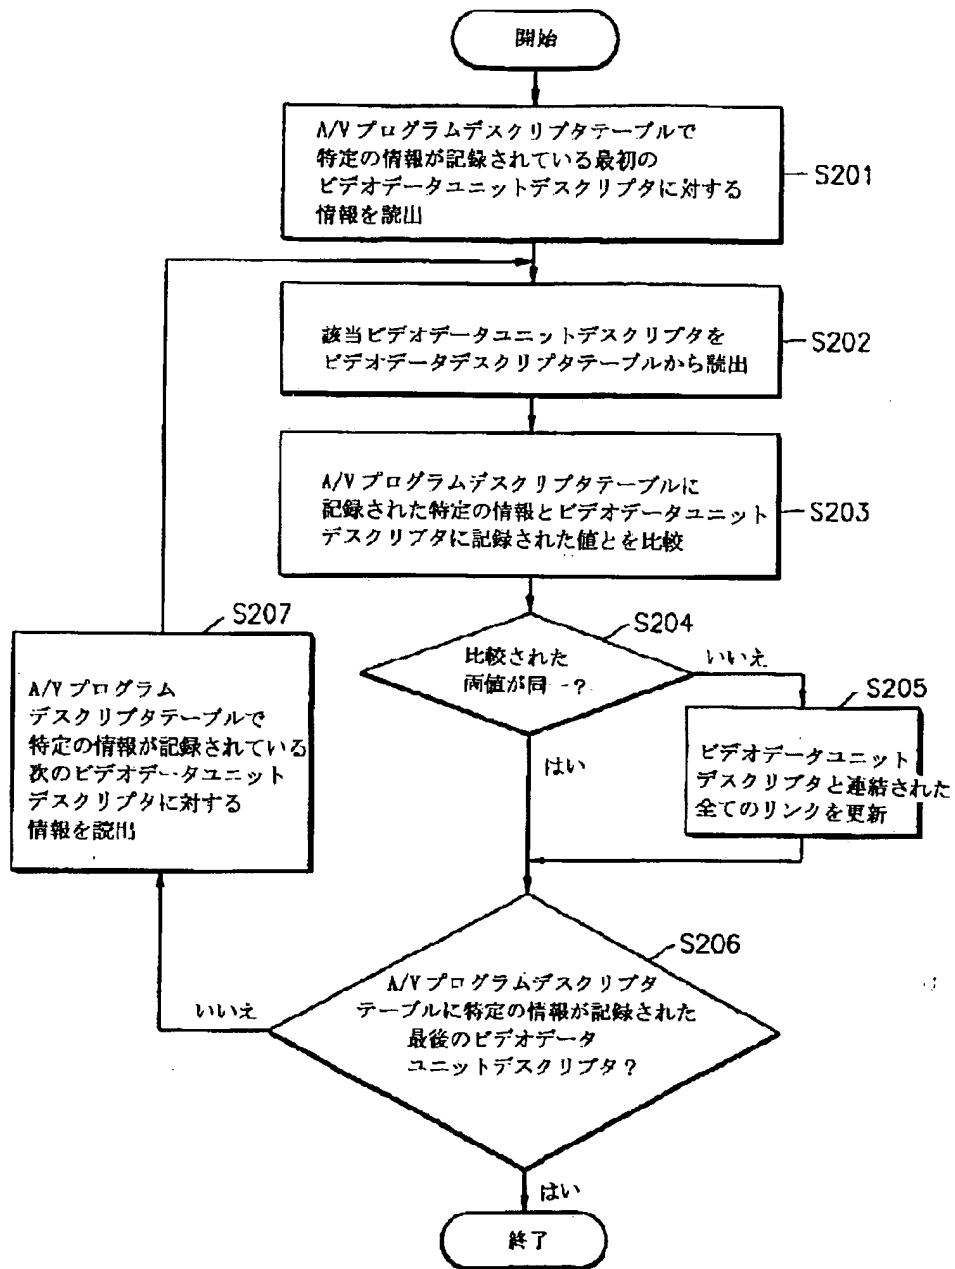 開始
A/Vプログラムデスクリプタテーブルで
特定の情報が記録されている最初の
ビデオデータユニットデスクリプタに対する
情報を読出
S201
該当ビデオデータユニットデスクリプタを
ビデオデータデスクリプタテーブルから読出
S202
A/Vプログラムデスクリプタテーブルに
記録された特定の情報とビデオデータユニット
デスクリプタに記録された値とを比較
S203
S204
比較された
両値が同一?
いいえ
はい
S205
ビデオデータユニット
デスクリプタと連結された
全てのリンクを更新
S207
A/Vプログラム
デスクリプタテーブルで
特定の情報が記録されている
次のビデオデータユニット
デスクリプタに対する
情報を読出
S206
A/Vプログラムデスクリプタ
テーブルに特定の情報が記録された
最後のビデオデータ
ユニットデスクリプタ?
いいえ
はい
終了